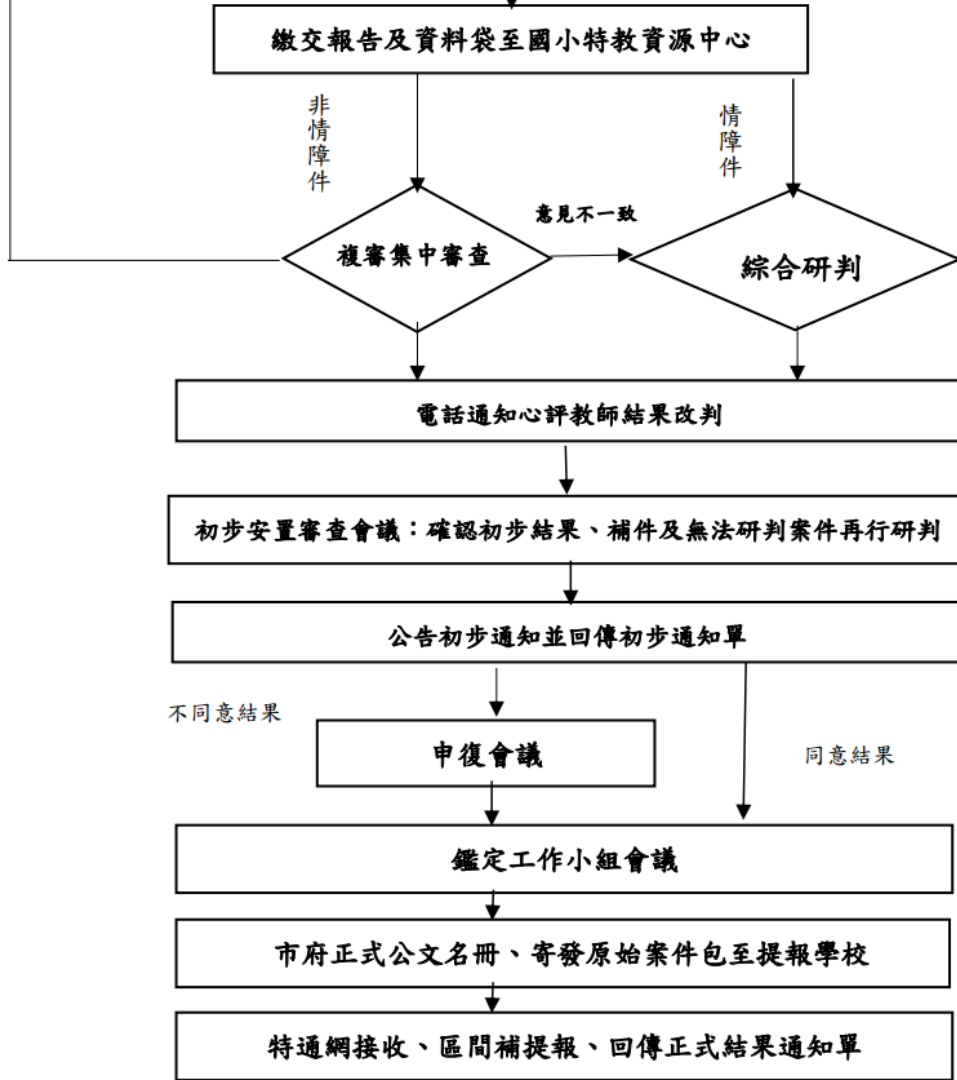 繳交報告及資料袋至國小特教資源中心
非情障件
情障件
意見不一致
複審集中審查
綜合研判
電話通知心評教師結果改判
初步安置審查會議：確認初步結果、補件及無法研判案件再行研判
公告初步通知並回傳初步通知單
不同意結果
申復會議
同意結果
鑑定工作小組會議
市府正式公文名冊、寄發原始案件包至提報學校
特通網接收、區間補提報、回傳正式結果通知單